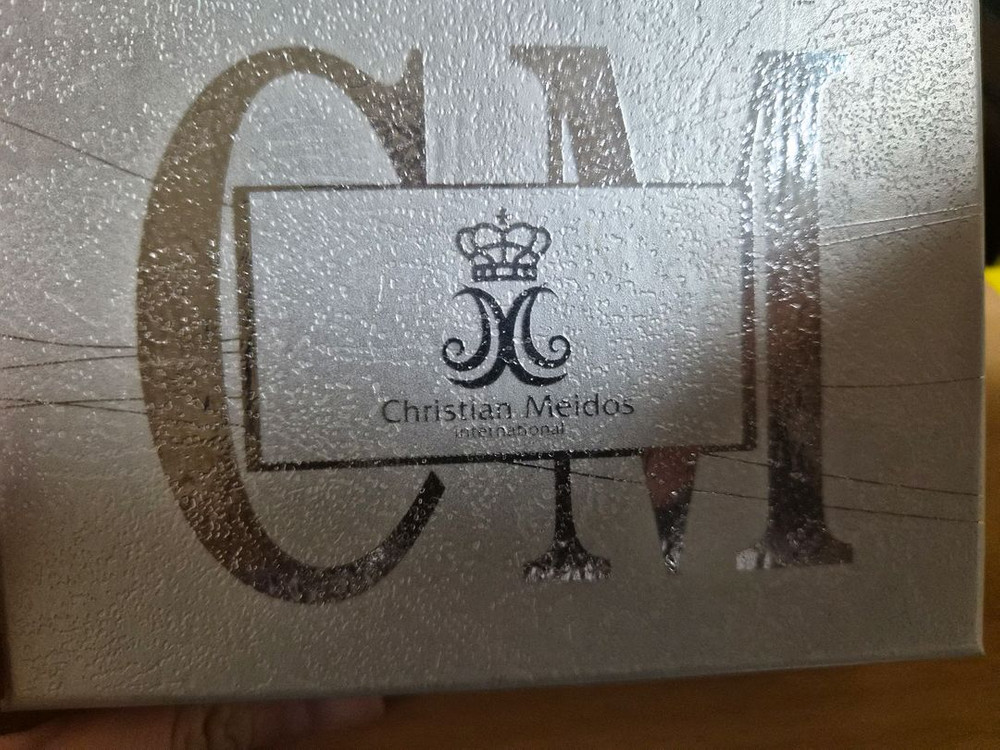 CM
Christian Meidos
international